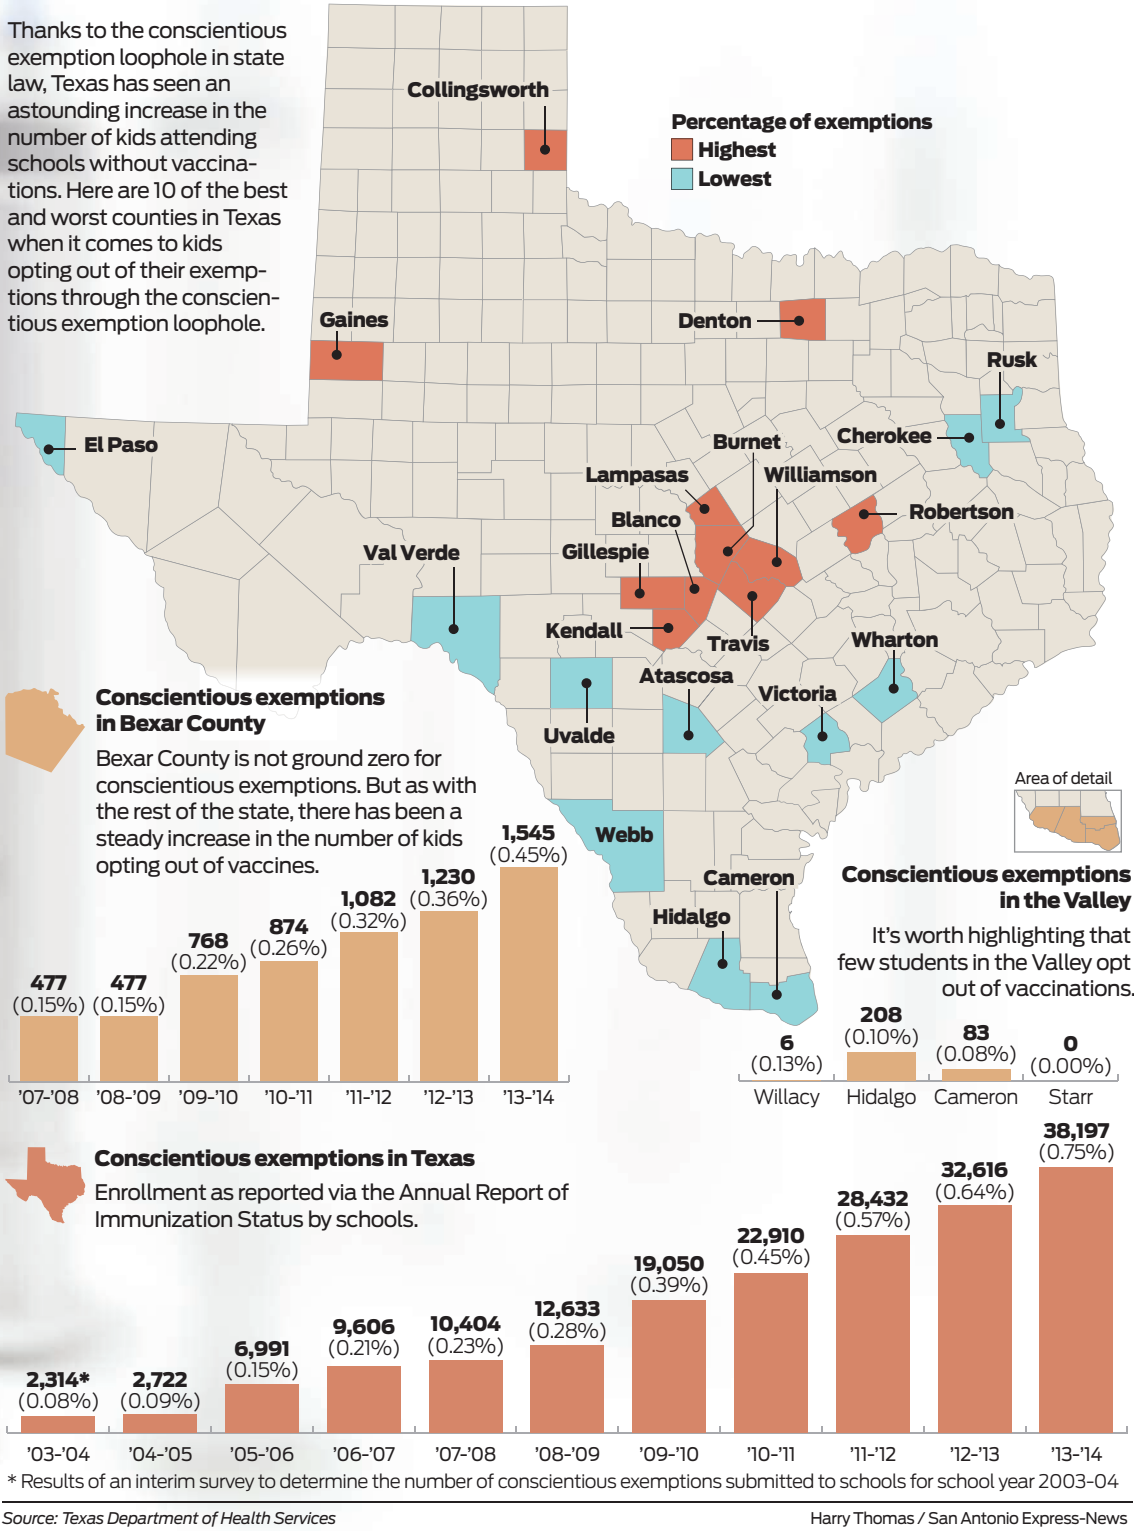 Thanks to the conscientious
exemption loophole in state
law, Texas has seen an
astounding increase in the
number of kids attending
schools without vaccina-
tions. Here are 10 of the best
and worst counties in Texas
when it comes to kids
opting out of their exemp-
tions through the conscien-
tious exemption loophole.
Percentage of exemptions
Highest
Lowest
Collingsworth
Gaines
Denton
Rusk
El Paso
Burnet
Cherokee
Lampasas
Williamson
Blanco
Robertson
Val Verde
Gillespie
Kendall
Travis
Wharton
Atascosa
Victoria
Uvalde
Webb
Cameron
Hidalgo
Conscientious exemptions
in Bexar County
Bexar County is not ground zero for
conscientious exemptions. But as with
the rest of the state, there has been a
steady increase in the number of kids
opting out of vaccines.
477
(0.15%)
477
(0.15%)
768
(0.22%)
874
(0.26%)
1,082
(0.32%)
1,230
(0.36%)
1,545
(0.45%)
’07-’08 ’08-’09 ’09-’10 ’10-’11 ’11-’12 ’12-’13 ’13-’14
Area of detail
Conscientious exemptions
in the Valley
It’s worth highlighting that
few students in the Valley opt
out of vaccinations.
6
(0.13%)
208
(0.10%)
83
(0.08%)
0
(0.00%)
Willacy Hidalgo Cameron Starr
Conscientious exemptions in Texas
Enrollment as reported via the Annual Report of
Immunization Status by schools.
2,314*
(0.08%)
2,722
(0.09%)
6,991
(0.15%)
9,606
(0.21%)
10,404
(0.23%)
12,633
(0.28%)
19,050
(0.39%)
22,910
(0.45%)
28,432
(0.57%)
32,616
(0.64%)
38,197
(0.75%)
’03-’04 ’04-’05 ’05-’06 ’06-’07 ’07-’08 ’08-’09 ’09-’10 ’10-’11 ’11-’12 ’12-’13 ’13-’14
* Results of an interim survey to determine the number of conscientious exemptions submitted to schools for school year 2003-04
Source: Texas Department of Health Services
Harry Thomas / San Antonio Express-News